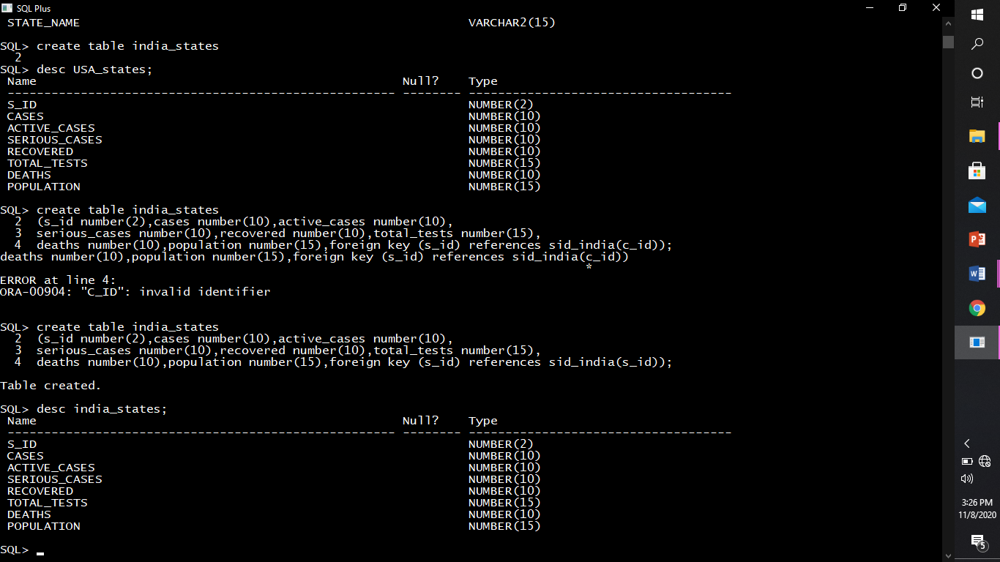 SQL Plus
STATE_NAME VARCHAR2(15)
SQL> create table india_states
2
SQL> desc USA_states;
Name Null? Type
----------------------------------------------------- -------- ------------------------------------
S_ID NUMBER(2)
CASES NUMBER(10)
ACTIVE_CASES NUMBER(10)
SERIOUS_CASES NUMBER(10)
RECOVERED NUMBER(10)
TOTAL_TESTS NUMBER(15)
DEATHS NUMBER(10)
POPULATION NUMBER(15)
SQL> create table india_states
2 (s_id number(2),cases number(10),active_cases number(10),
3 serious_cases number(10),recovered number(10),total_tests number(15),
4 deaths number(10),population number(15),foreign key (s_id) references sid_india(c_id));
deaths number(10),population number(15),foreign key (s_id) references sid_india(c_id))
*
ERROR at line 4:
ORA-00904: "C_ID": invalid identifier
SQL> create table india_states
2 (s_id number(2),cases number(10),active_cases number(10),
3 serious_cases number(10),recovered number(10),total_tests number(15),
4 deaths number(10),population number(15),foreign key (s_id) references sid_india(s_id));
Table created.
SQL> desc india_states;
Name Null? Type
----------------------------------------------------- -------- ------------------------------------
S_ID NUMBER(2)
CASES NUMBER(10)
ACTIVE_CASES NUMBER(10)
SERIOUS_CASES NUMBER(10)
RECOVERED NUMBER(10)
TOTAL_TESTS NUMBER(15)
DEATHS NUMBER(10)
POPULATION NUMBER(15)
SQL> _
3:26 PM
11/8/2020
5